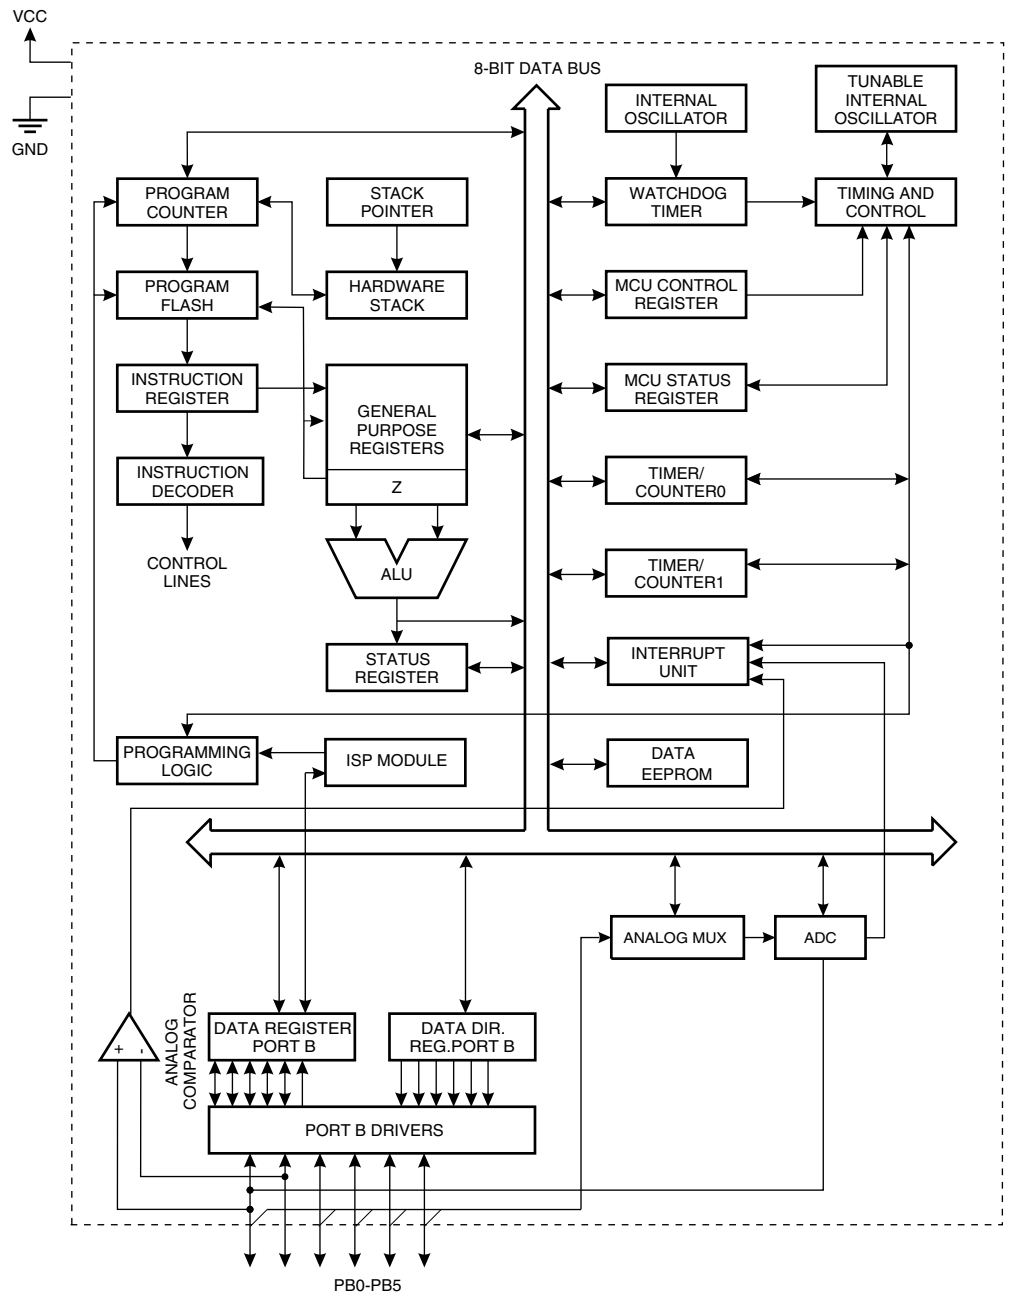 VCC
GND
8-BIT DATA BUS
INTERNAL
OSCILLATOR
TUNABLE
INTERNAL
OSCILLATOR
PROGRAM
COUNTER
STACK
POINTER
WATCHDOG
TIMER
TIMING AND
CONTROL
PROGRAM
FLASH
HARDWARE
STACK
MCU CONTROL
REGISTER
INSTRUCTION
REGISTER
GENERAL
PURPOSE
REGISTERS
Z
MCU STATUS
REGISTER
INSTRUCTION
DECODER
TIMER/
COUNTER0
CONTROL
LINES
ALU
TIMER/
COUNTER1
STATUS
REGISTER
INTERRUPT
UNIT
PROGRAMMING
LOGIC
ISP MODULE
DATA
EEPROM
ANALOG MUX
ADC
ANALOG
COMPARATOR
+
-
DATA REGISTER
PORT B
DATA DIR.
REG.PORT B
PORT B DRIVERS
PB0-PB5